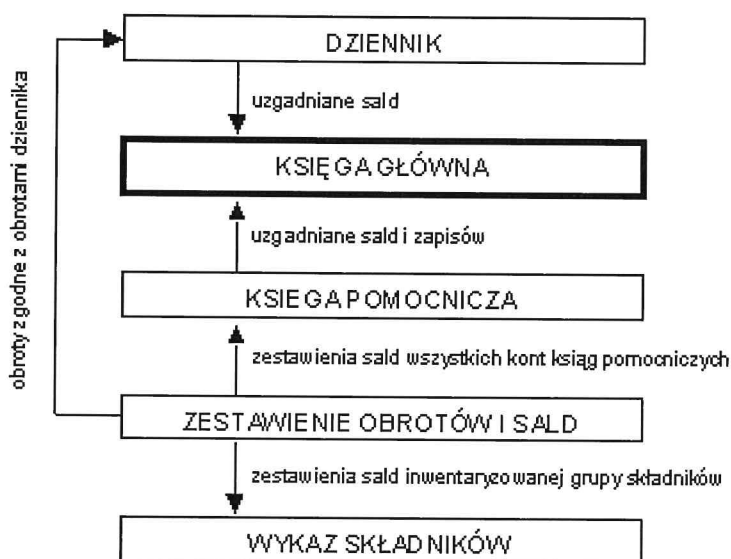 DZIENNIK
uzgadniane sald
KSIĘGA GŁÓWNA
uzgadniane sald i zapisów
KSIEGA POMOCNICZA
zestawienia sald wszystkich kont ksiąg pomocniczych
ZESTAWIENIE OBROTÓW I SALD
zestawienia sald inwentaryzowanej grupy składników
WYKAZ SKŁADNIKÓW
obroty zgodne z obrotami dziennika